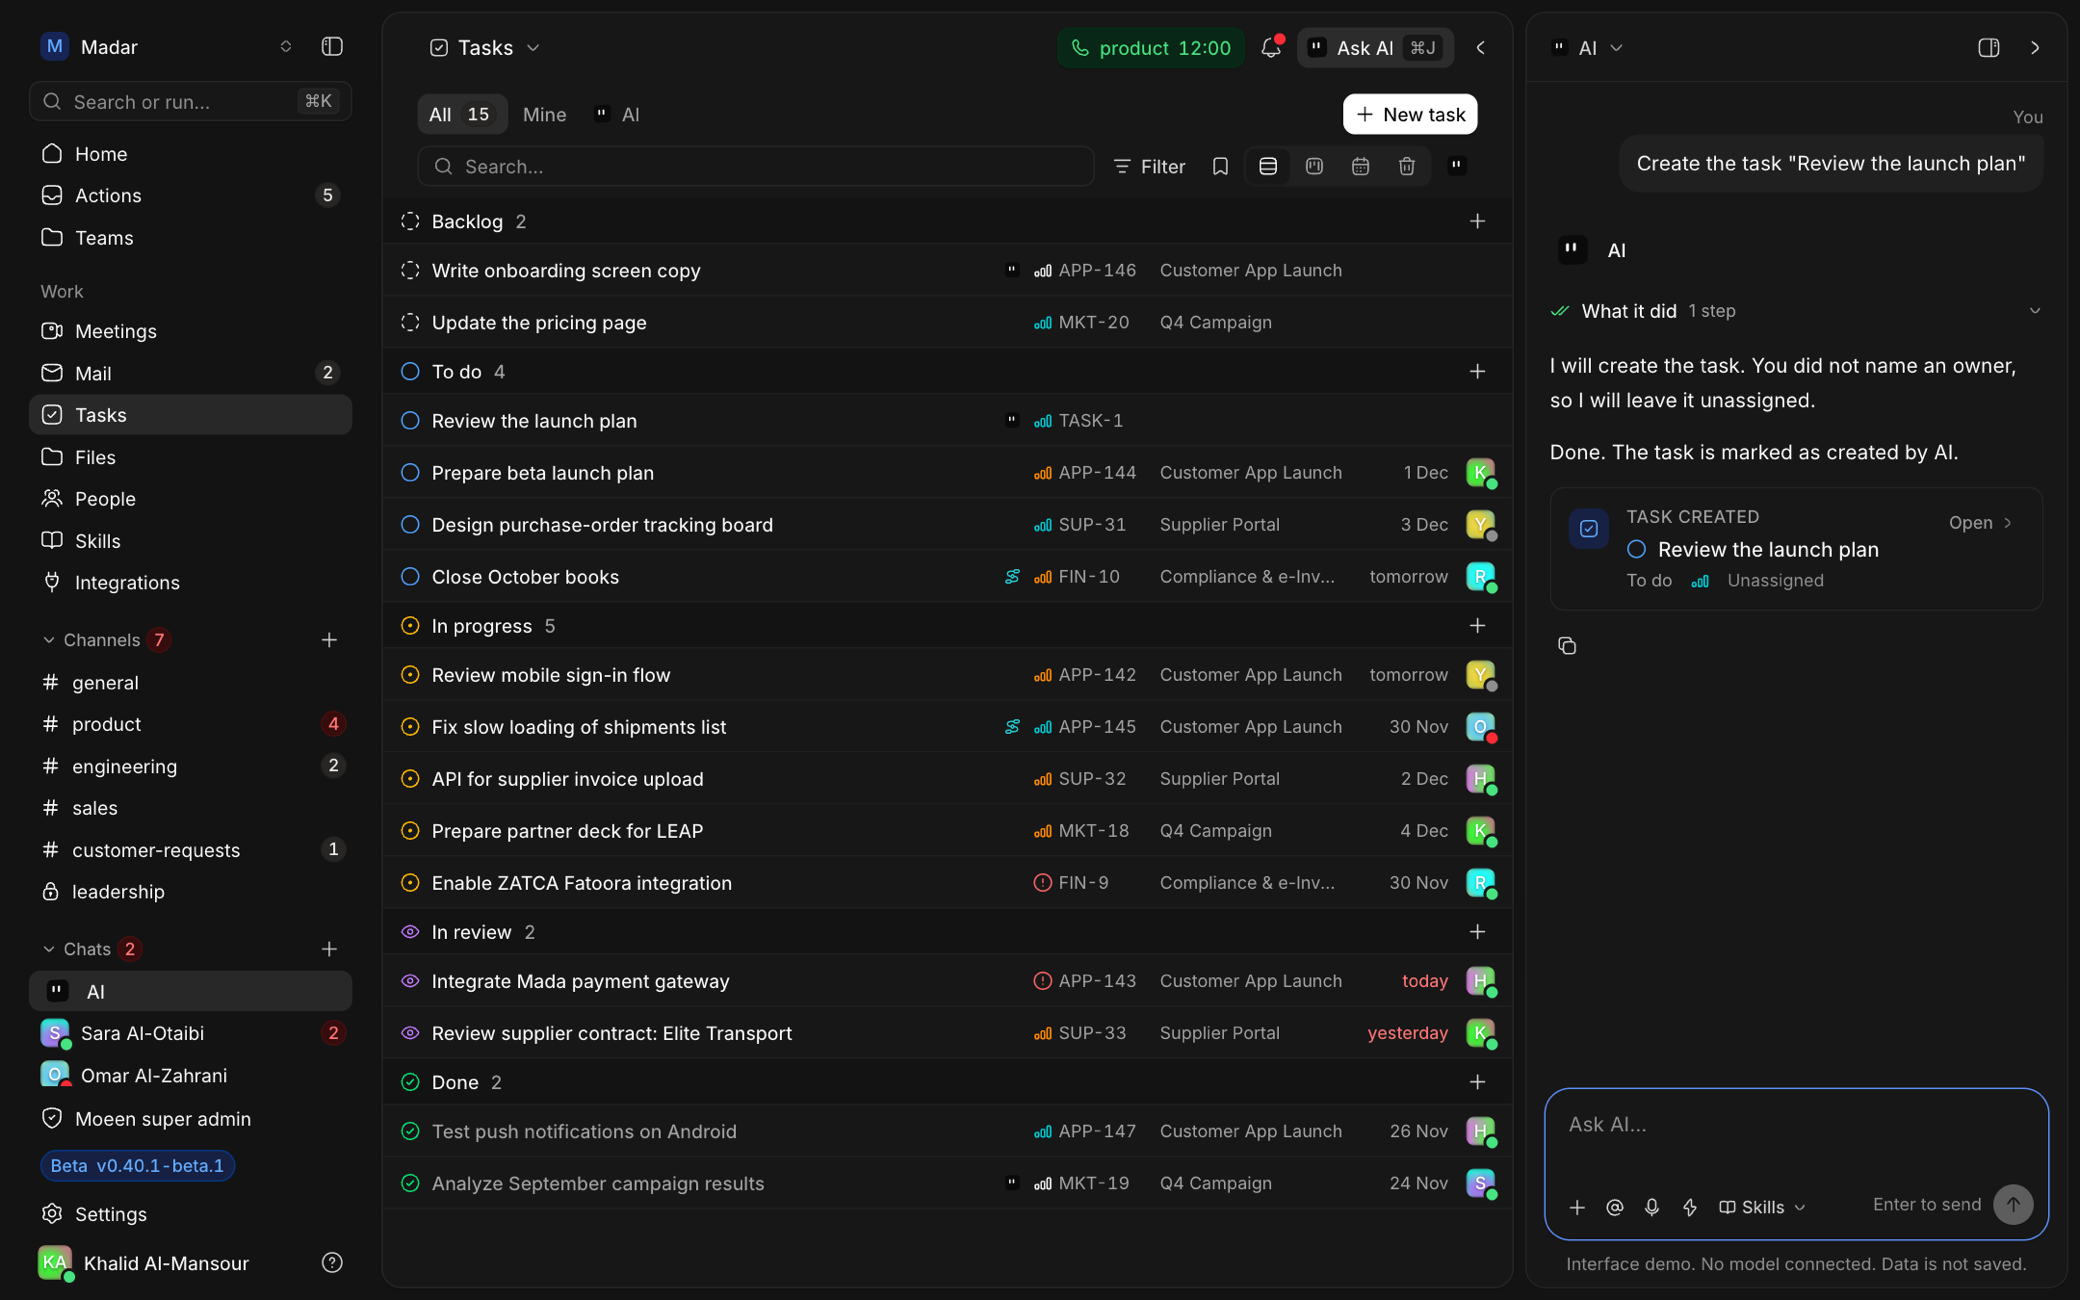 M Madar
Search or run... ⌘K
Home
Actions 5
Teams
Work
Meetings
Mail 2
Tasks
Files
People
Skills
Integrations
Channels 7
# general
# product 4
# engineering 2
# sales
# customer-requests 1
leadership
Chats 2
AI
S Sara Al-Otaibi 2
O Omar Al-Zahrani
Moeen super admin
Beta v0.40.1-beta.1
Settings
KA Khalid Al-Mansour
Tasks
product 12:00
Ask AI ⌘J
All 15 Mine AI
+ New task
Search...
Filter
Backlog 2
Write onboarding screen copy APP-146 Customer App Launch
Update the pricing page MKT-20 Q4 Campaign
To do 4
Review the launch plan TASK-1
Prepare beta launch plan APP-144 Customer App Launch 1 Dec K
Design purchase-order tracking board SUP-31 Supplier Portal 3 Dec Y
Close October books FIN-10 Compliance & e-Inv... tomorrow R
In progress 5
Review mobile sign-in flow APP-142 Customer App Launch tomorrow Y
Fix slow loading of shipments list APP-145 Customer App Launch 30 Nov O
API for supplier invoice upload SUP-32 Supplier Portal 2 Dec H
Prepare partner deck for LEAP MKT-18 Q4 Campaign 4 Dec K
Enable ZATCA Fatoora integration FIN-9 Compliance & e-Inv... 30 Nov R
In review 2
Integrate Mada payment gateway APP-143 Customer App Launch today H
Review supplier contract: Elite Transport SUP-33 Supplier Portal yesterday K
Done 2
Test push notifications on Android APP-147 Customer App Launch 26 Nov H
Analyze September campaign results MKT-19 Q4 Campaign 24 Nov S
AI
You
Create the task "Review the launch plan"
AI
What it did 1 step
I will create the task. You did not name an owner,
so I will leave it unassigned.
Done. The task is marked as created by AI.
TASK CREATED
Open
Review the launch plan
To do Unassigned
Ask AI...
Skills
Enter to send
Interface demo. No model connected. Data is not saved.